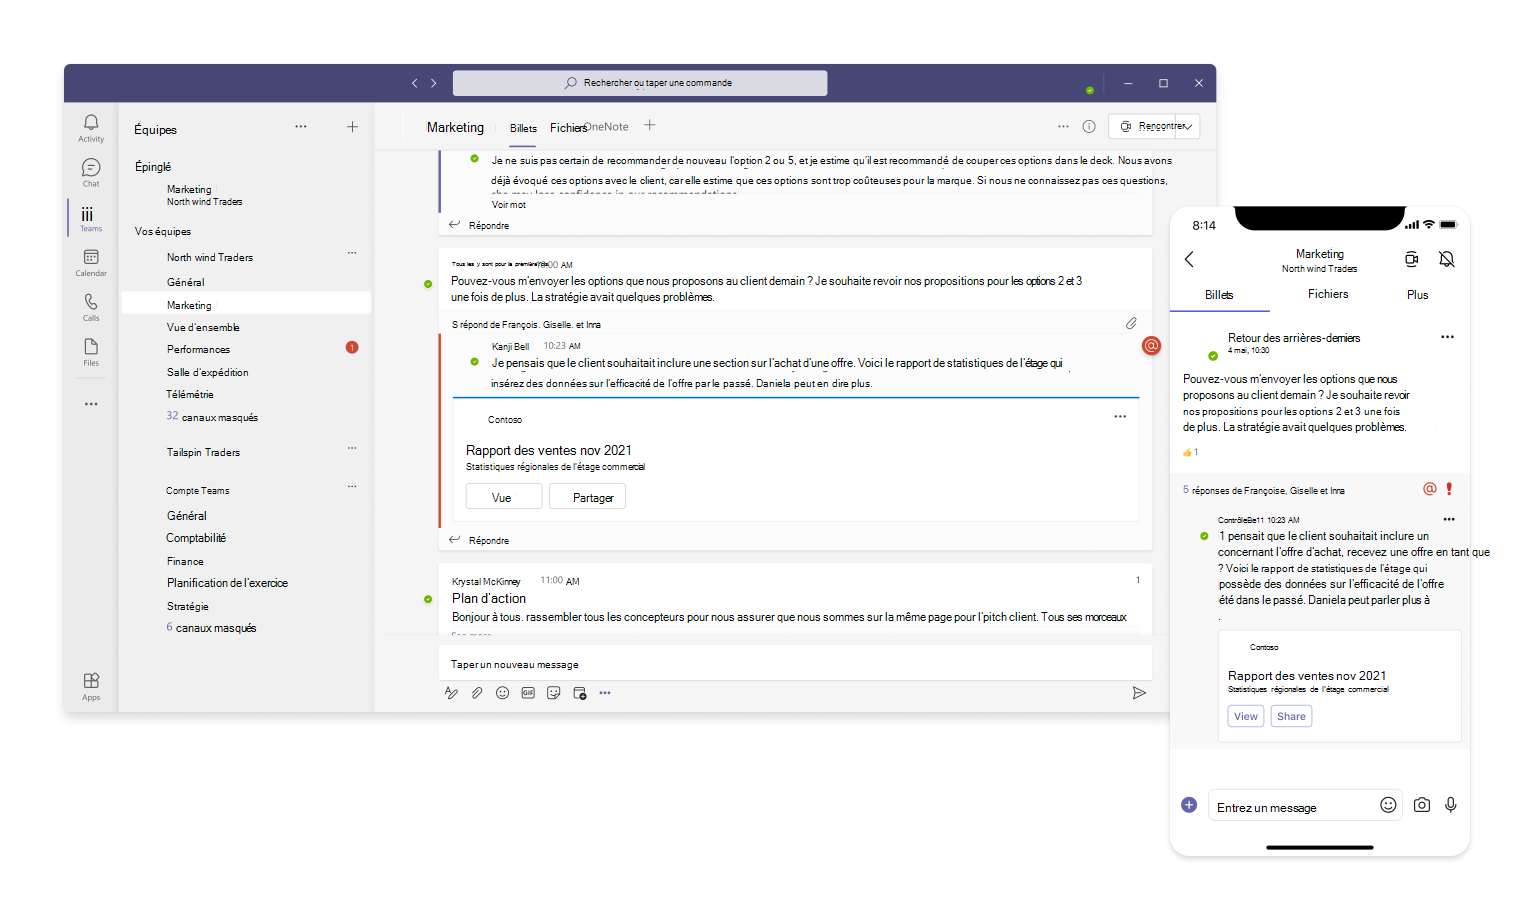 Rechercher ou taper une commande
Activity
Chat
Teams
Calendar
Calls
Files
Apps
Équipes
Épinglé
Marketing
North wind Traders
Vos équipes
North wind Traders
Général
Marketing
Vue d'ensemble
Performances
1
Salle d'expédition
Télémétrie
32 canaux masqués
Tailspin Traders
Compte Teams
Général
Comptabilité
Finance
Planification de l'exercice
Stratégie
6 canaux masqués
Marketing
Billets
Fichiers
OneNote
Rencontrer
Je ne suis pas certain de recommander de nouveau l'option 2 ou 5, et je estime qu'il est recommandé de couper ces options dans le deck. Nous avons
déjà évoqué ces options avec le client, car elle estime que ces options sont trop coûteuses pour la marque. Si nous ne connaissez pas ces questions,
Voir mot
Répondre
Tous les y sont pour la première
AM
Pouvez-vous m'envoyer les options que nous proposons au client demain ? Je souhaite revoir nos propositions pour les options 2 et 3
une fois de plus. La stratégie avait quelques problèmes.
S répond de François. Giselle. et Inna
Kanji Bell 10:23 AM
@
Je pensais que le client souhaitait inclure une section sur l'achat d'une offre. Voici le rapport de statistiques de l'étage qui
insérez des données sur l'efficacité de l'offre par le passé. Daniela peut en dire plus.
Contoso
Rapport des ventes nov 2021
Statistiques régionales de l'étage commercial
Vue
Partager
Répondre
Krystal McKinney 11:00 AM
1
Plan d'action
Bonjour à tous. rassembler tous les concepteurs pour nous assurer que nous sommes sur la même page pour l'pitch client. Tous ses morceaux
Taper un nouveau message
GIF
8:14
Marketing
North wind Traders
Billets
Fichiers
Plus
Retour des arrières-derniers
4 mai, 10:30
Pouvez-vous m'envoyer les options que nous
proposons au client demain ? Je souhaite revoir
nos propositions pour les options 2 et 3 une fois
de plus. La stratégie avait quelques problèmes.
1
5 réponses de Françoise, Giselle et Inna
@ !
ContrôleBe11 10:23 AM
1 pensait que le client souhaitait inclure un
concernant l'offre d'achat, recevez une offre en tant que
? Voici le rapport de statistiques de l'étage qui
possède des données sur l'efficacité de l'offre
été dans le passé. Daniela peut parler plus à
.
Contoso
Rapport des ventes nov 2021
Statistiques régionales de l'étage commercial
View
Share
Entrez un message